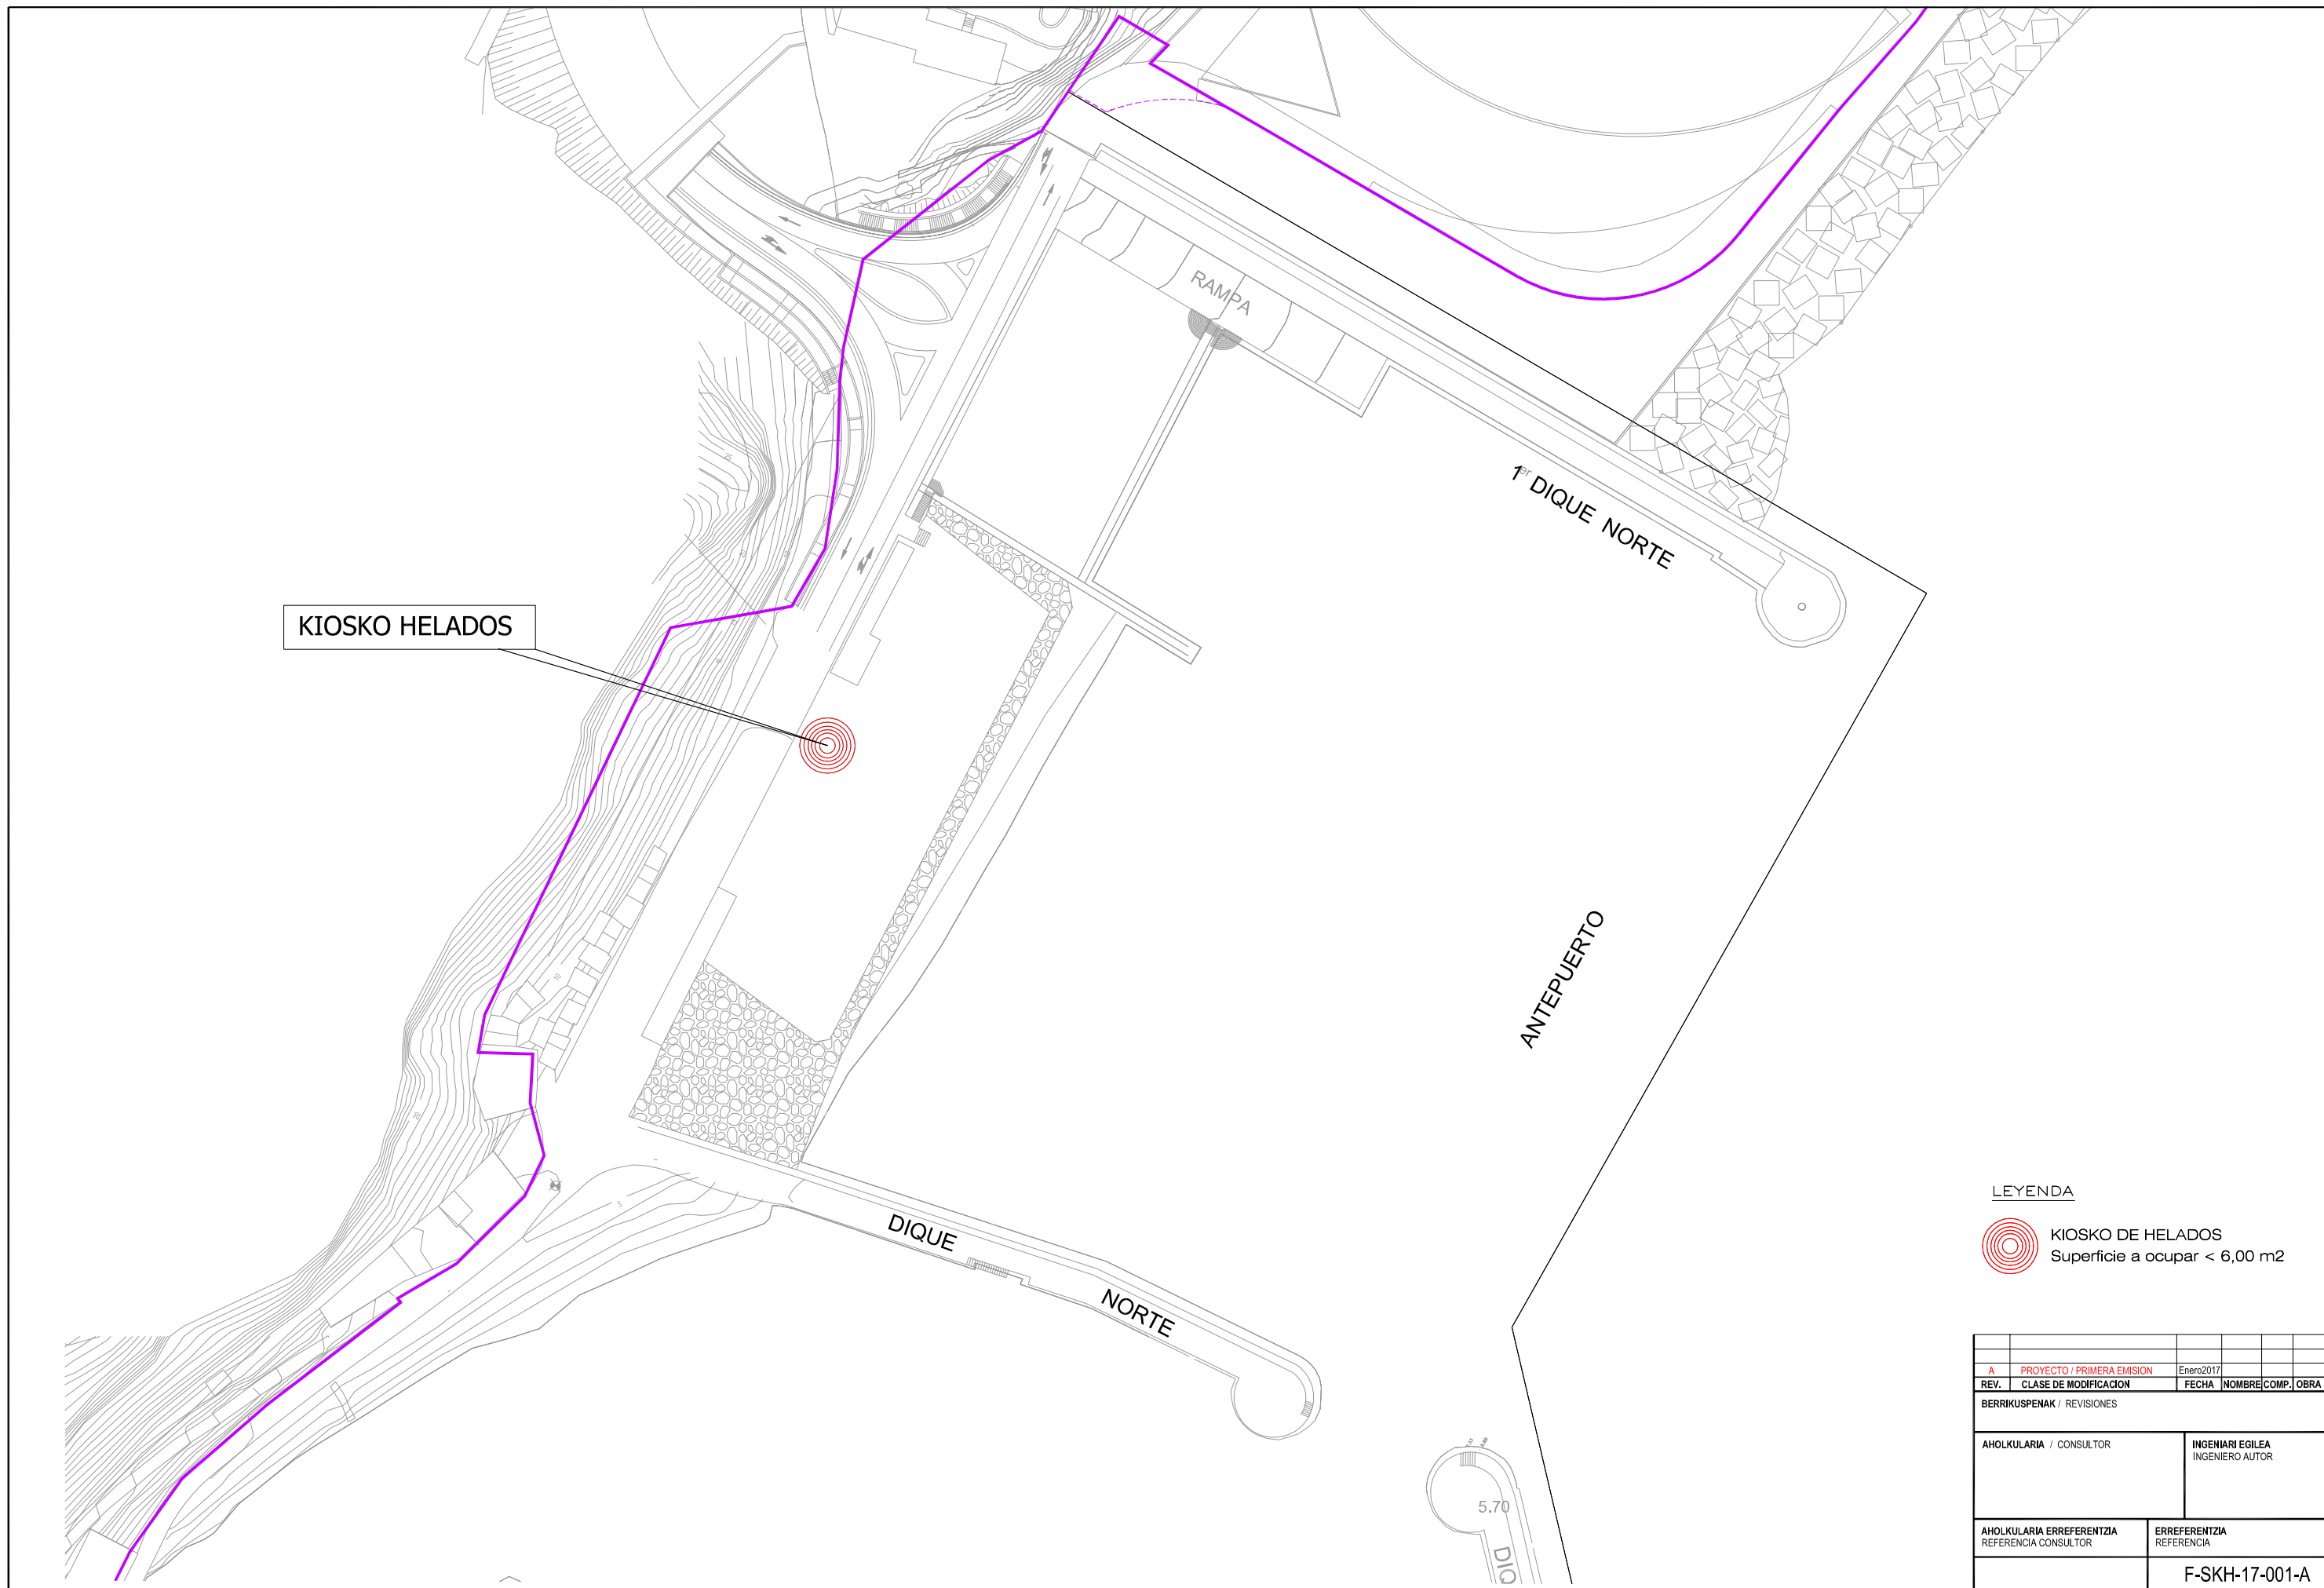 RAMPA
1er DIQUE NORTE
KIOSKO HELADOS
ANTEPUERTO
DIQUE
NORTE
5.70
DIQ
LEYENDA
KIOSKO DE HELADOS
Superficie a ocupar < 6,00 m2
A PROYECTO / PRIMERA EMISION Enero2017
REV. CLASE DE MODIFICACION FECHA NOMBRE COMP. OBRA
BERRIKUSPENAK / REVISIONES
AHOLKULARIA / CONSULTOR
INGENIARI EGILEA
INGENIERO AUTOR
AHOLKULARIA ERREFERENTZIA
REFERENCIA CONSULTOR
ERREFERENTZIA
REFERENCIA
F-SKH-17-001-A